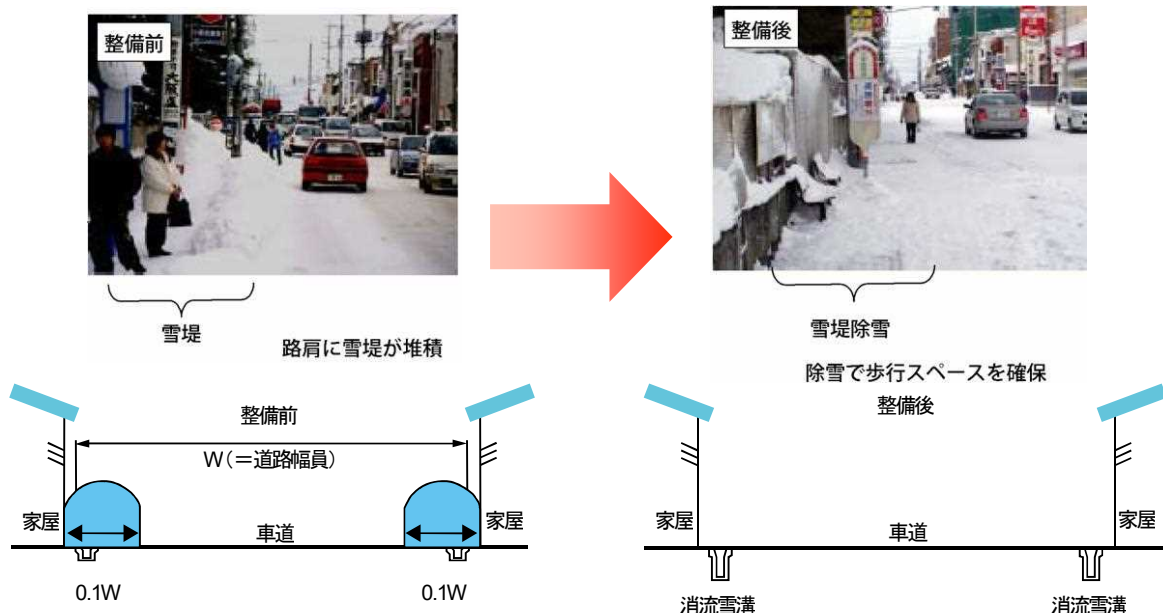 整備前
整備後
雪堤
路肩に雪堤が堆積
雪堤除雪
除雪で歩行スペースを確保
整備前
W(=道路幅員)
家屋
車道
家屋
0.1W
0.1W
整備後
家屋
車道
家屋
消流雪溝
消流雪溝